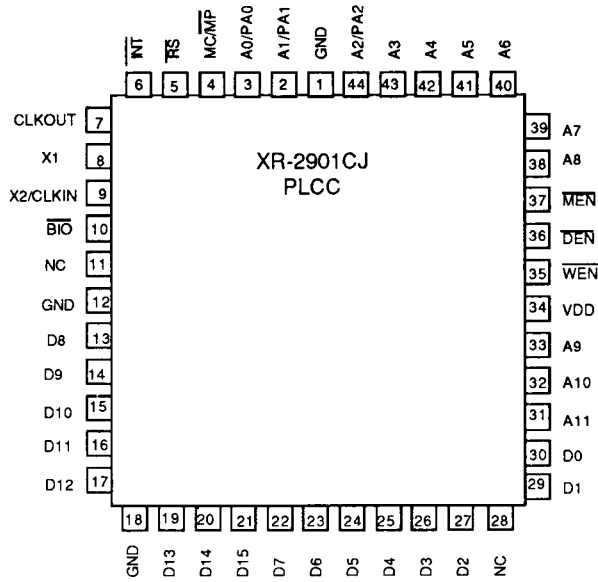 INT
RS
MC/MP
A0/PA0
A1/PA1
GND
A2/PA2
A3
A4
A5
A6
6
5
4
3
2
1
44
43
42
41
40
CLKOUT 7
X1 8
X2/CLKIN 9
BIO 10
NC 11
GND 12
D8 13
D9 14
D10 15
D11 16
D12 17
XR-2901CJ
PLCC
39 A7
38 A8
37 MEN
36 DEN
35 WEN
34 VDD
33 A9
32 A10
31 A11
30 D0
29 D1
18
19
20
21
22
23
24
25
26
27
28
GND
D13
D14
D15
D7
D6
D5
D4
D3
D2
NC